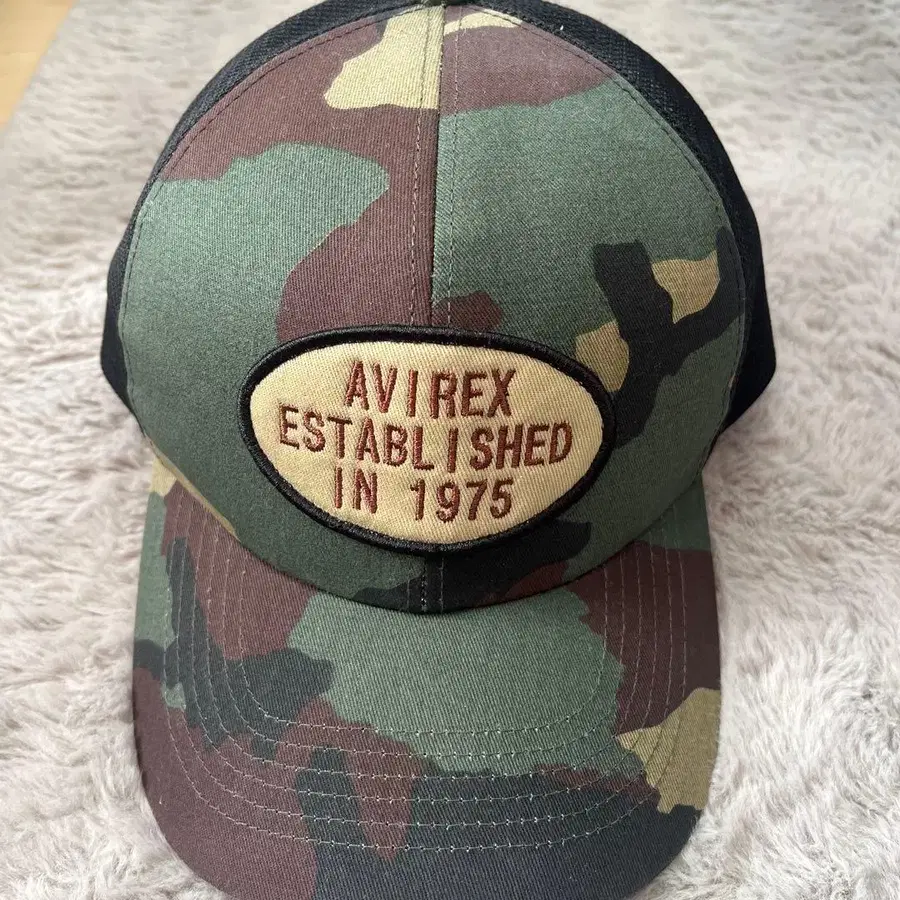 AVIREX
ESTABLISHED
IN 1975